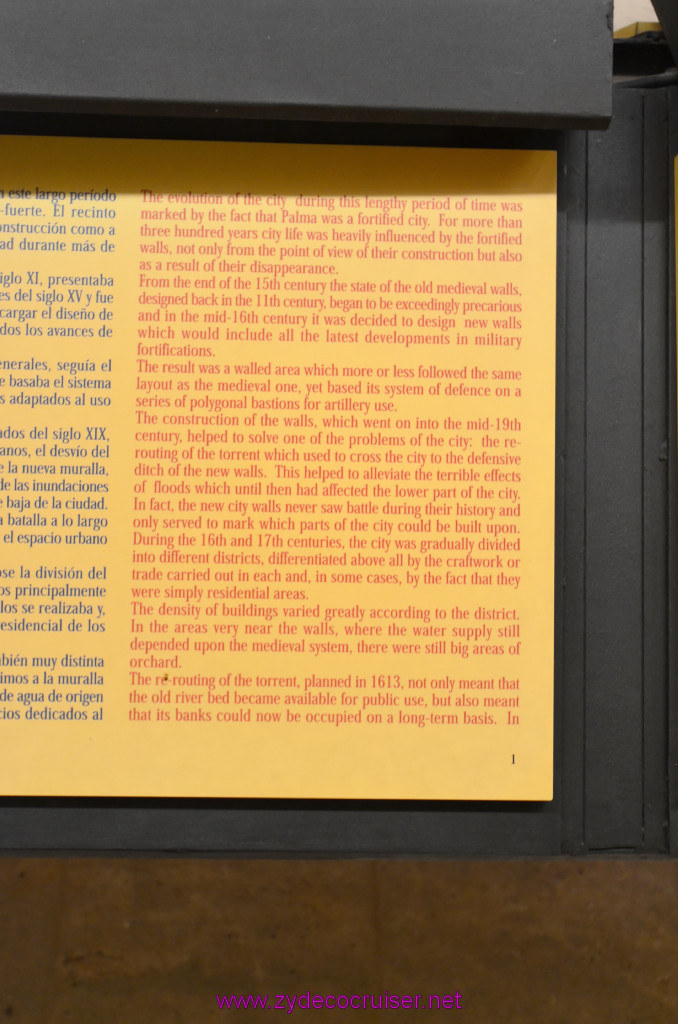 este largo período
-fuerte. El recinto
onstrucción como a
ad durante más de
iglo XI, presentaba
es del siglo XV y fue
cargar el diseño de
dos los avances de
enerales, seguía el
e basaba el sistema
s adaptados al uso
ados del siglo XIX,
anos, el desvío del
e la nueva muralla,
de las inundaciones
e baja de la ciudad.
a batalla a lo largo
el espacio urbano
ose la división del
os principalmente
los se realizaba y,
esidencial de los
bién muy distinta
imos a la muralla
de agua de origen
cios dedicados al
The evolution of the city during this lengthy period of time was
marked by the fact that Palma was a fortified city. For more than
three hundred years city life was heavily influenced by the fortified
walls, not only from the point of view of their construction but also
as a result of their disappearance.
From the end of the 15th century the state of the old medieval walls,
designed back in the 11th century, began to be exceedingly precarious
and in the mid-16th century it was decided to design new walls
which would include all the latest developments in military
fortifications.
The result was a walled area which more or less followed the same
layout as the medieval one, yet based its system of defence on a
series of polygonal bastions for artillery use.
The construction of the walls, which went on into the mid-19th
century, helped to solve one of the problems of the city: the re-
routing of the torrent which used to cross the city to the defensive
ditch of the new walls. This helped to alleviate the terrible effects
of floods which until then had affected the lower part of the city.
In fact, the new city walls never saw battle during their history and
only served to mark which parts of the city could be built upon.
During the 16th and 17th centuries, the city was gradually divided
into different districts, differentiated above all by the craftwork or
trade carried out in each and, in some cases, by the fact that they
were simply residential areas.
The density of buildings varied greatly according to the district.
In the areas very near the walls, where the water supply still
depended upon the medieval system, there were still big areas of
orchard.
The re-routing of the torrent, planned in 1613, not only meant that
the old river bed became available for public use, but also meant
that its banks could now be occupied on a long-term basis. In
1
www.zydecocruiser.net